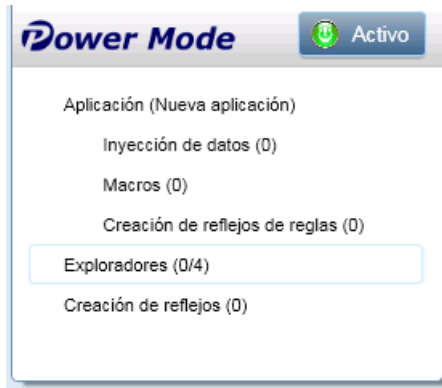 Power Mode
Activo
Aplicación (Nueva aplicación)
Inyección de datos (0)
Macros (0)
Creación de reflejos de reglas (0)
Exploradores (0/4)
Creación de reflejos (0)